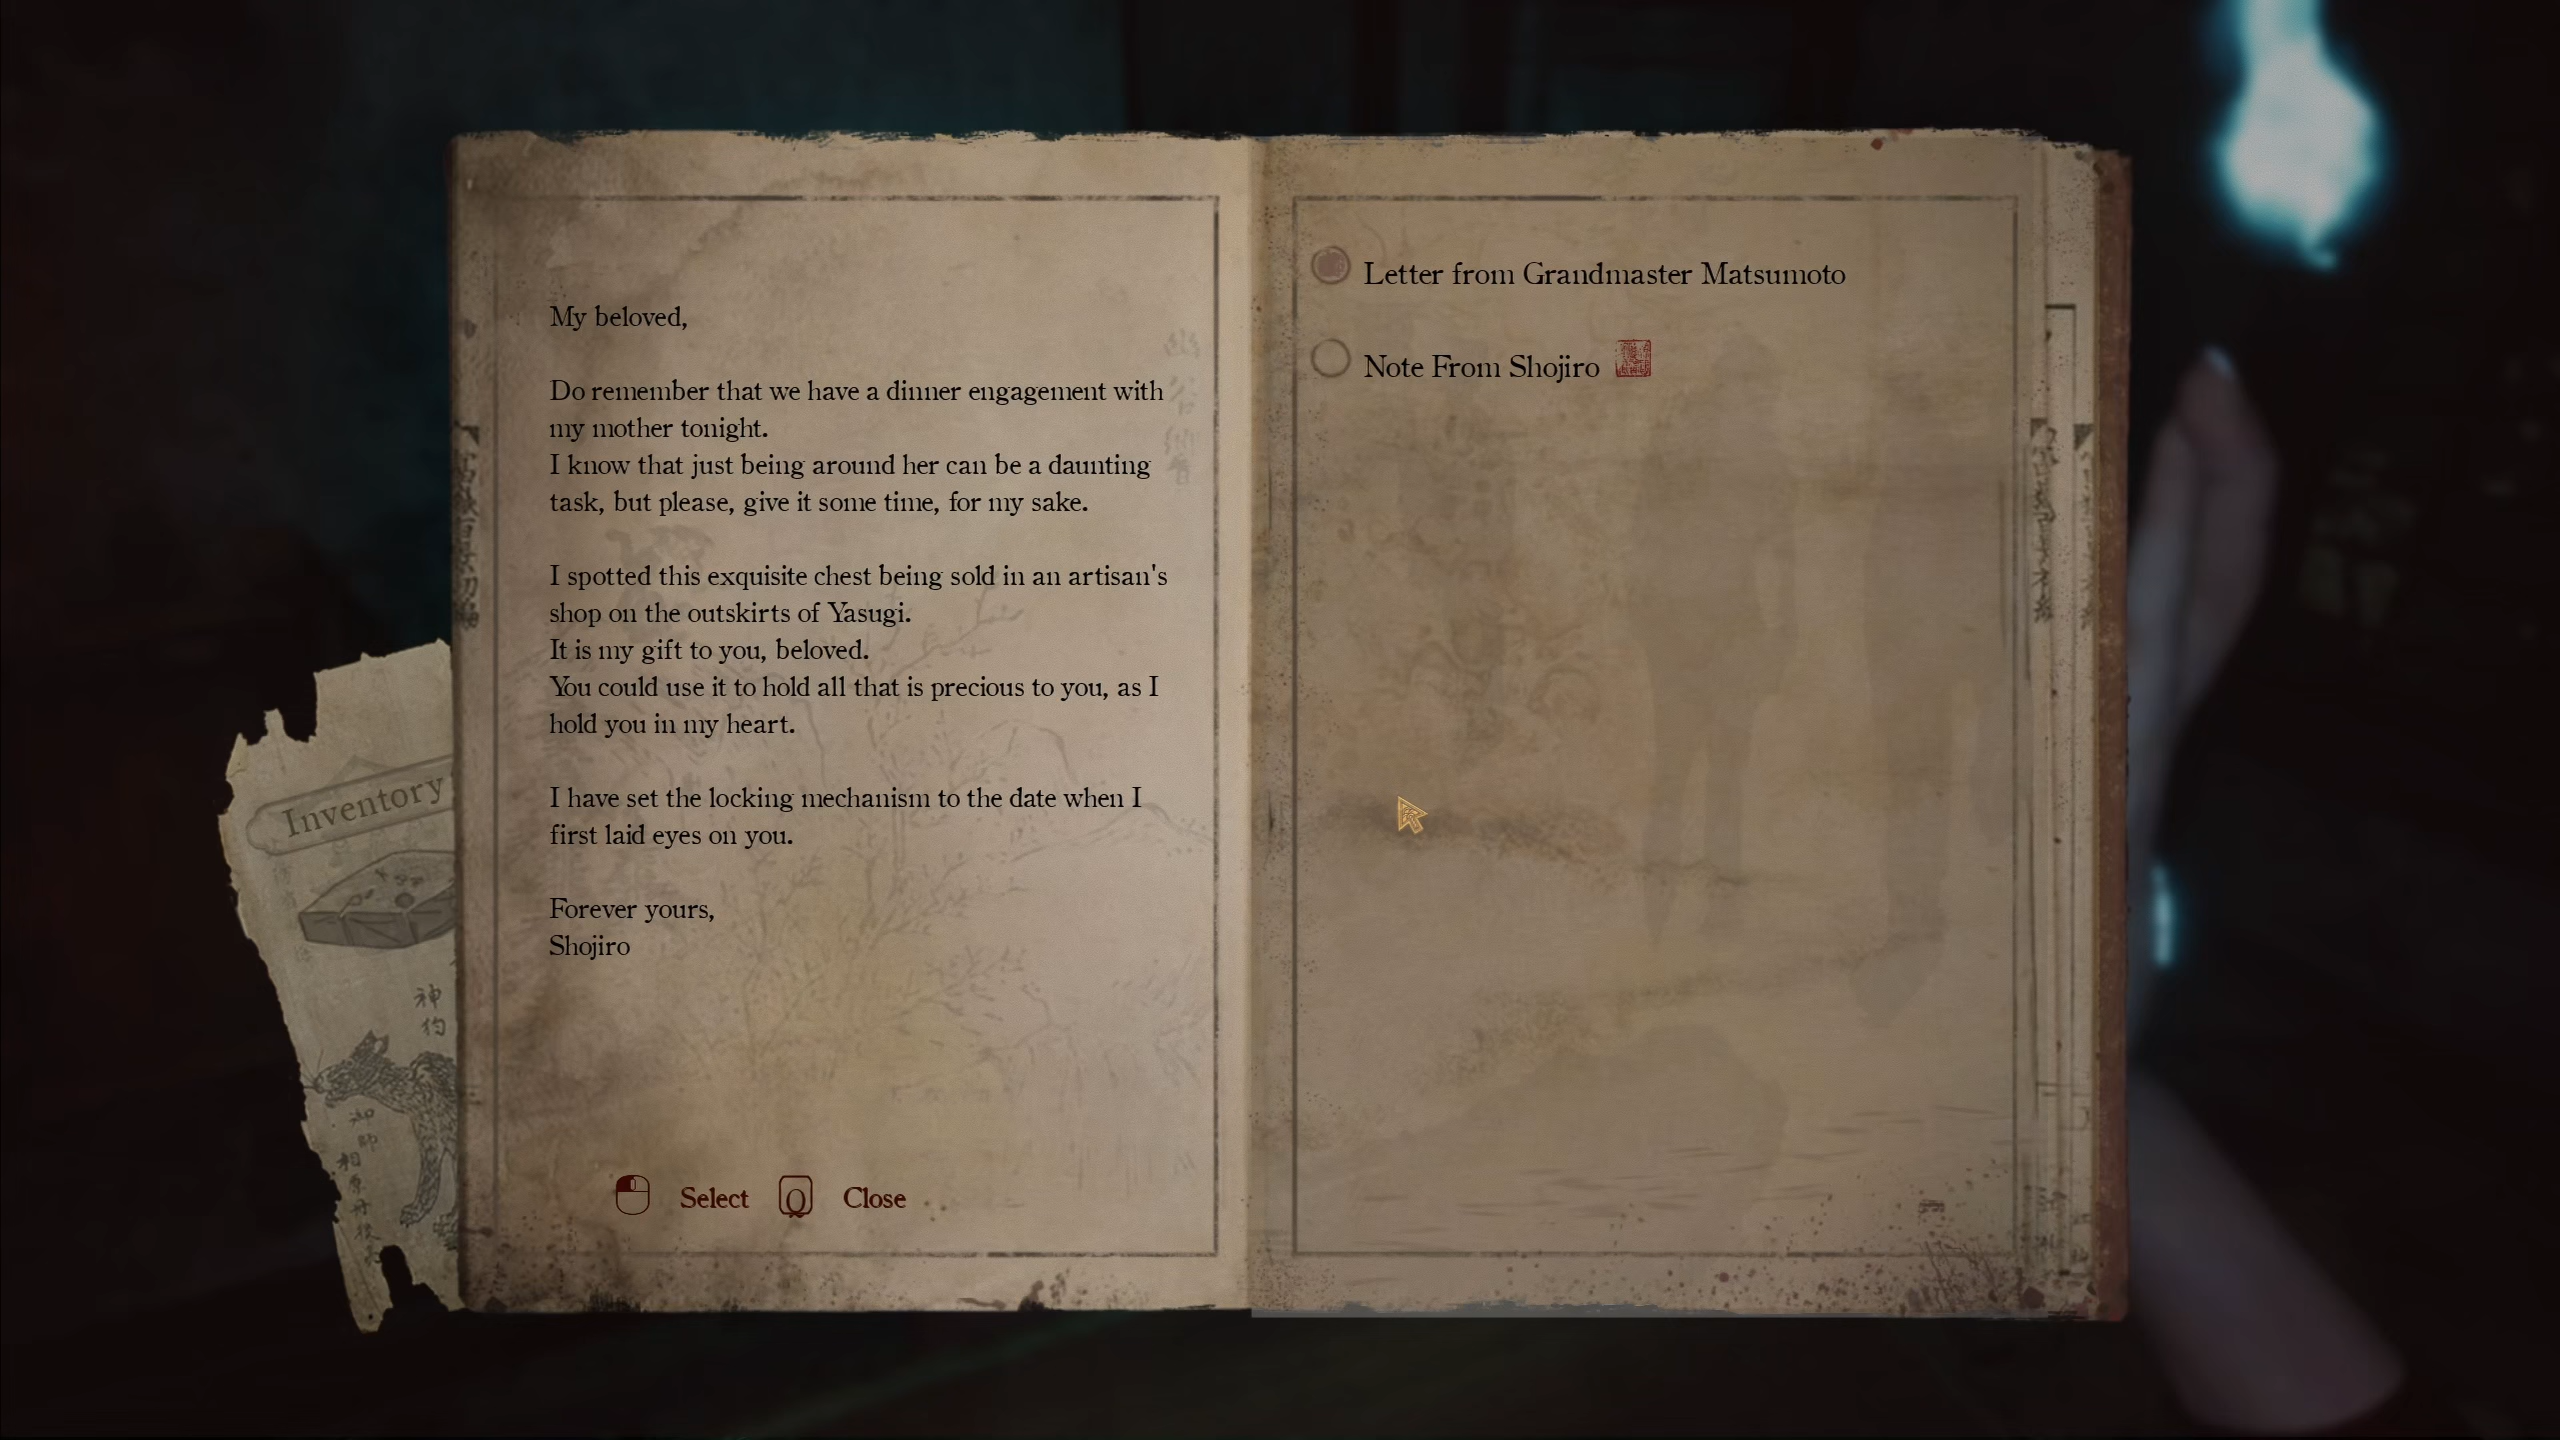 My beloved,
Do remember that we have a dinner engagement with
my mother tonight.
I know that just being around her can be a daunting
task, but please, give it some time, for my sake.
I spotted this exquisite chest being sold in an artisan's
shop on the outskirts of Yasugi.
It is my gift to you, beloved.
You could use it to hold all that is precious to you, as I
hold you in my heart.
I have set the locking mechanism to the date when I
first laid eyes on you.
Forever yours,
Shojiro
Select Q Close
Letter from Grandmaster Matsumoto
Note From Shojiro
Inventory